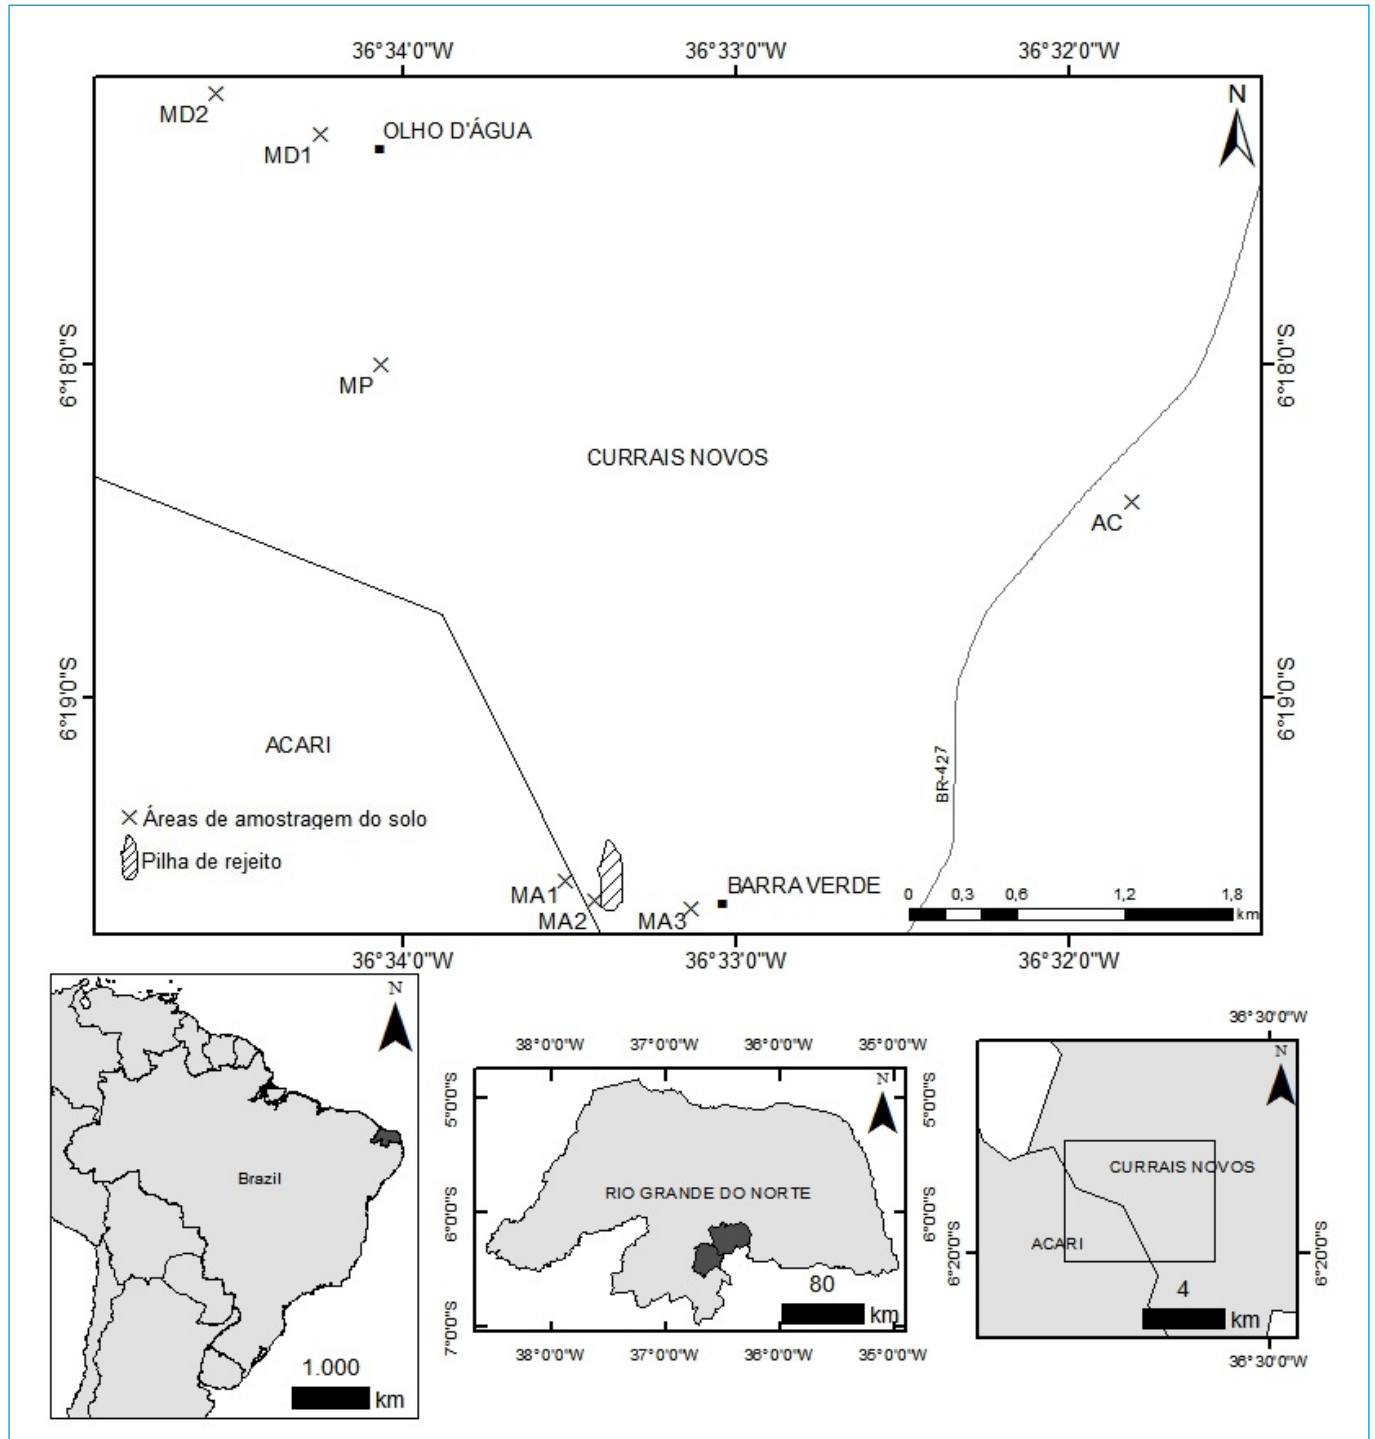 36°34'0"W 36°33'0"W 36°32'0"W
N
MD2
OLHO D'ÁGUA
MD1
6°18'0"S 6°18'0"S
MP
CURRAIS NOVOS
AC
6°19'0"S 6°19'0"S
ACARI
BR-427
Áreas de amostragem do solo
Pilha de rejeito
MA1
MA2
MA3
BARRA VERDE
0 0,3 0,6 1,2 1,8
km
36°34'0"W 36°33'0"W 36°32'0"W
N
Brazil
1.000
km
38°0'0"W 37°0'0"W 36°0'0"W 35°0'0"W
N
5°0'0"S 5°0'0"S
RIO GRANDE DO NORTE
6°0'0"S 6°0'0"S
80
km
7°0'0"S 7°0'0"S
38°0'0"W 37°0'0"W 36°0'0"W 35°0'0"W
36°30'0"W
N
CURRAIS NOVOS
ACARI
6°20'0"S 6°20'0"S
4
km
36°30'0"W